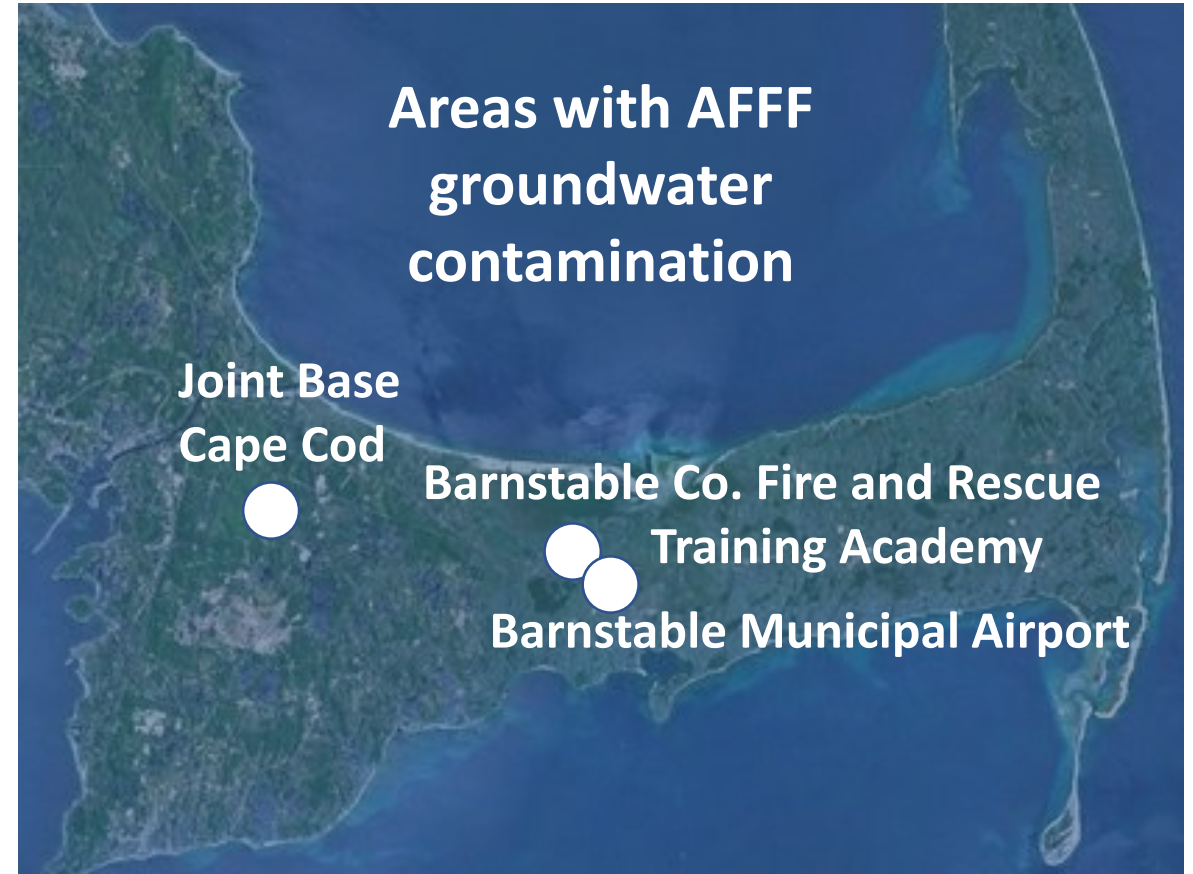 Areas with AFFF
groundwater
contamination
Joint Base
Cape Cod
Barnstable Co. Fire and Rescue
Training Academy
Barnstable Municipal Airport